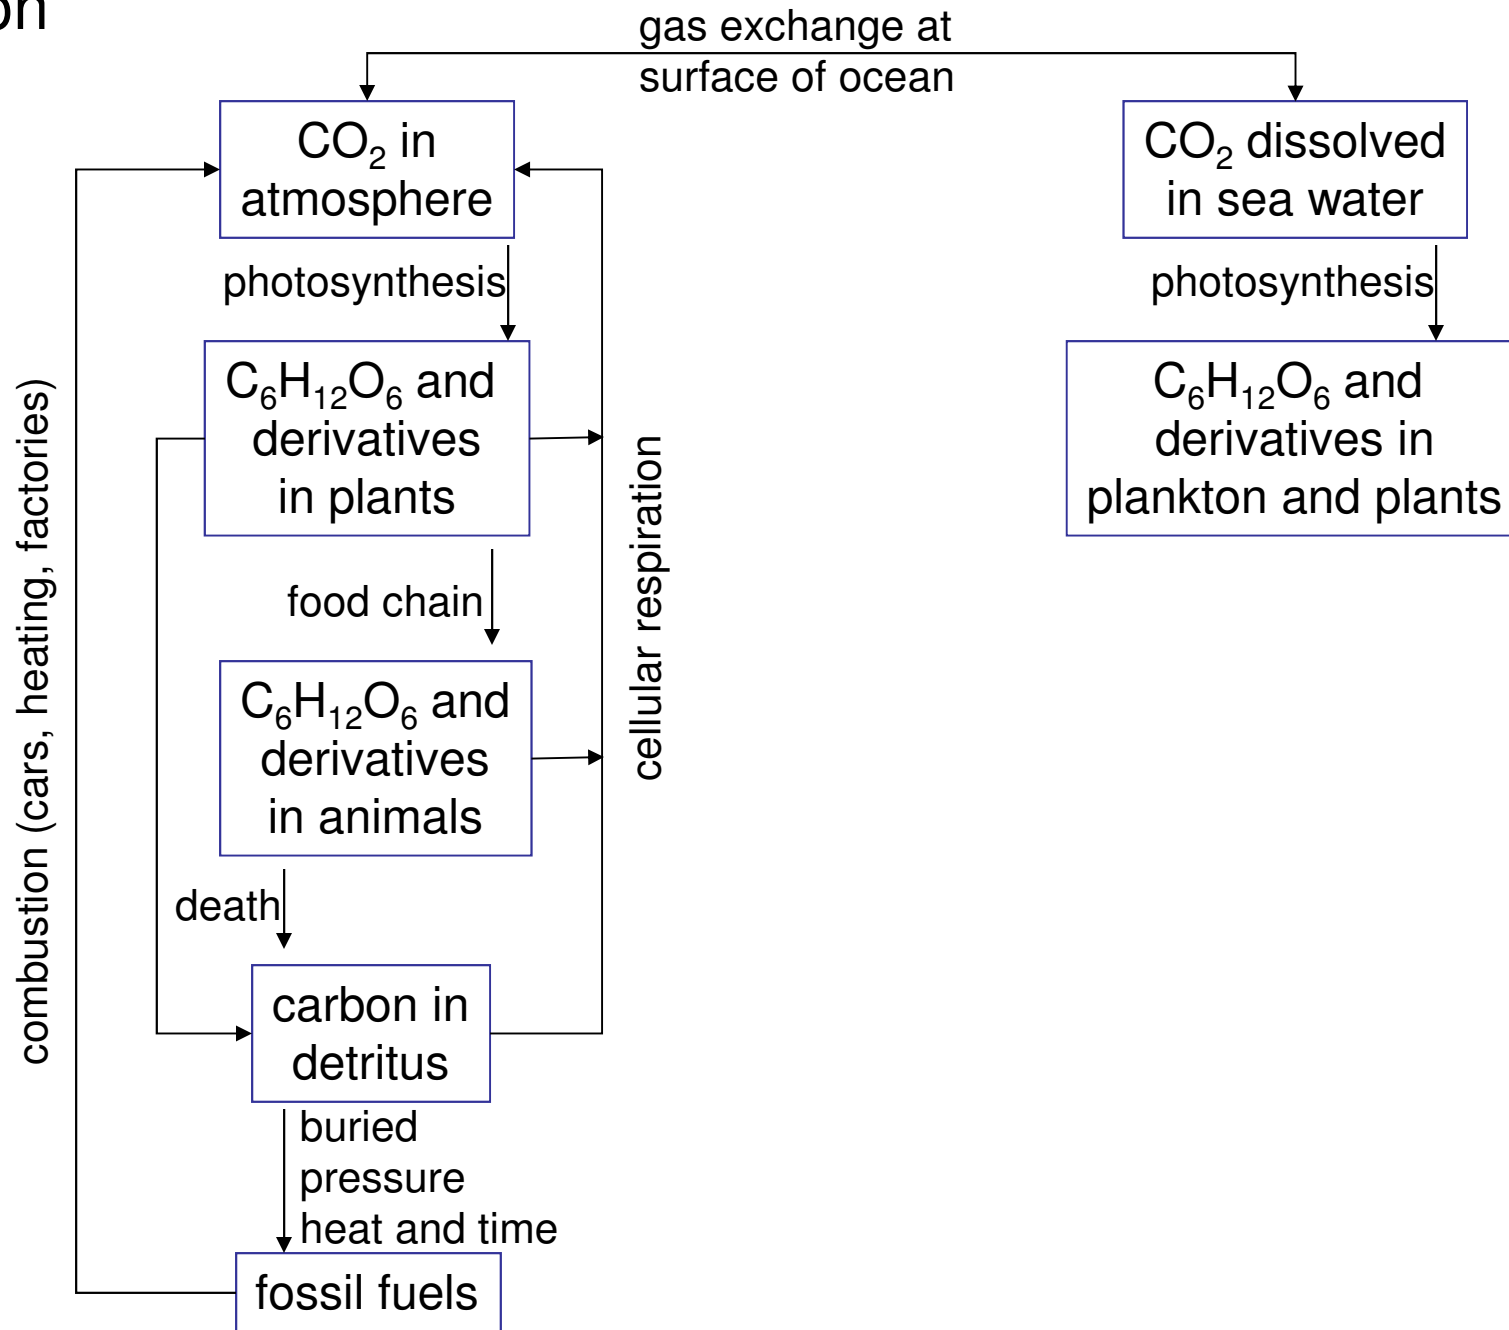 on
gas exchange at
surface of ocean
CO₂ in
atmosphere
CO₂ dissolved
in sea water
photosynthesis
photosynthesis
C₆H₁₂O₆ and
derivatives
in plants
C₆H₁₂O₆ and
derivatives in
plankton and plants
combustion (cars, heating, factories)
cellular respiration
food chain
C₆H₁₂O₆ and
derivatives
in animals
death
carbon in
detritus
buried
pressure
heat and time
fossil fuels